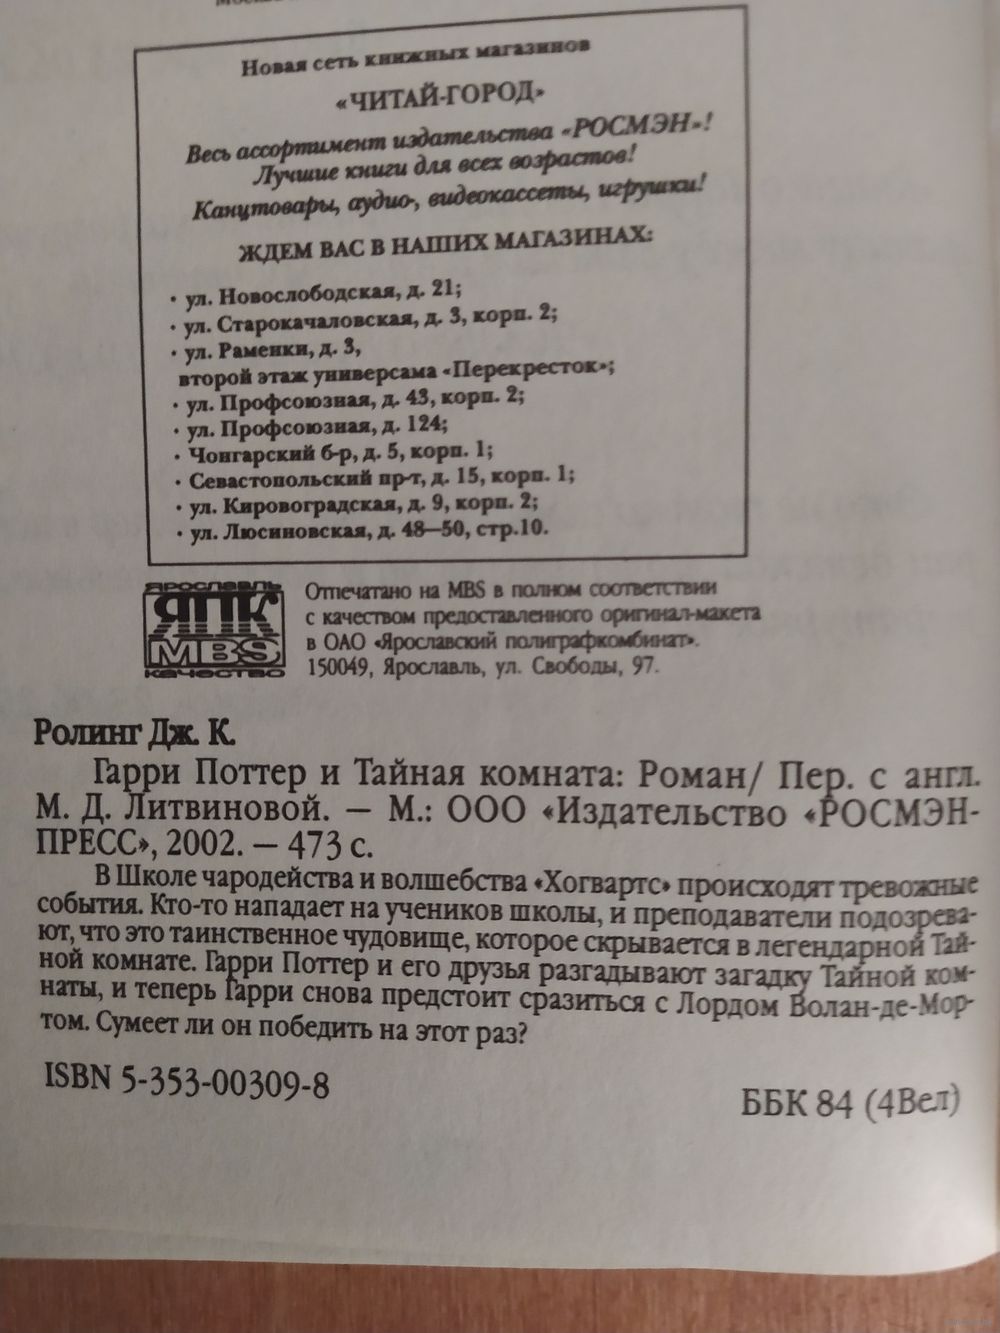 Новая сеть книжных магазинов
«ЧИТАЙ-ГОРОД»
Весь ассортимент издательства «РОСМЭН»!
Лучшие книги для всех возрастов!
Канцтовары, аудио-, видеокассеты, игрушки!
ЖДЕМ ВАС В НАШИХ МАГАЗИНАХ:
• ул. Новослободская, д. 21;
• ул. Старокачаловская, д. 3, корп. 2;
• ул. Раменки, д. 3,
второй этаж универсама «Перекресток»;
• ул. Профсоюзная, д. 43, корп. 2;
• ул. Профсоюзная, д. 124;
• Чонгарский б-р, д. 5, корп. 1;
• Севастопольский пр-т, д. 15, корп. 1;
• ул. Кировоградская, д. 9, корп. 2;
• ул. Люсиновская, д. 48—50, стр.10.
ЯРОСЛАВЛЬ
ЯПК
MBS
КАЧЕСТВО
Отпечатано на MBS в полном соответствии
с качеством предоставленного оригинал-макета
в ОАО «Ярославский полиграфкомбинат».
150049, Ярославль, ул. Свободы, 97.
Ролинг Дж. К.
Гарри Поттер и Тайная комната: Роман/ Пер. с англ.
М. Д. Литвиновой. — М.: ООО «Издательство «РОСМЭН-
ПРЕСС», 2002. — 473 с.
В Школе чародейства и волшебства «Хогвартс» происходят тревожные
события. Кто-то нападает на учеников школы, и преподаватели подозрева-
ют, что это таинственное чудовище, которое скрывается в легендарной Тай-
ной комнате. Гарри Поттер и его друзья разгадывают загадку Тайной ком-
наты, и теперь Гарри снова предстоит сразиться с Лордом Волан-де-Мор-
том. Сумеет ли он победить на этот раз?
ISBN 5-353-00309-8
ББК 84 (4Вел)